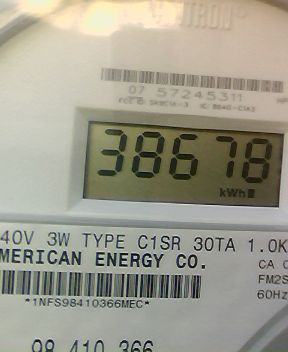 07 57245311
38678
kWh
40V 3W TYPE C1SR 30TA 1.0K
MERICAN ENERGY CO.
CA C
FM2S
60Hz
*1NFS98410366MEC*
98 410 366